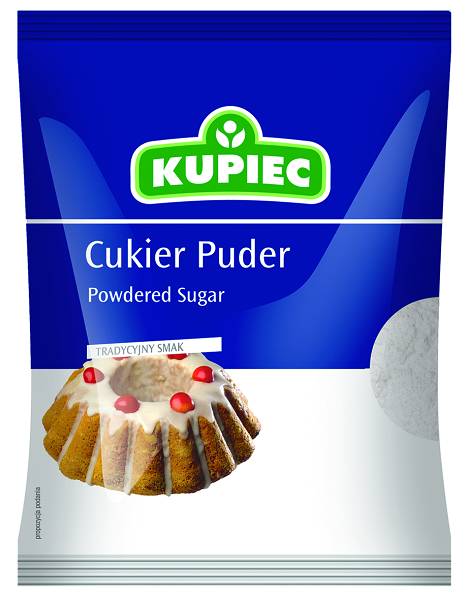 KUPIEC
Cukier Puder
Powdered Sugar
TRADYCYJNY SMAK
propozycja podania